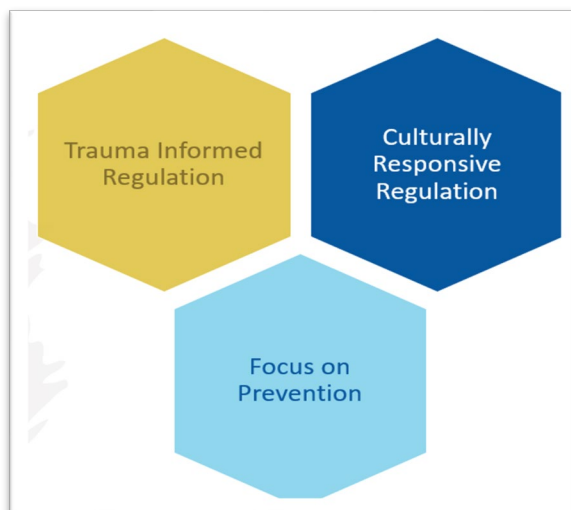 Trauma Informed
Regulation
Culturally
Responsive
Regulation
Focus on
Prevention